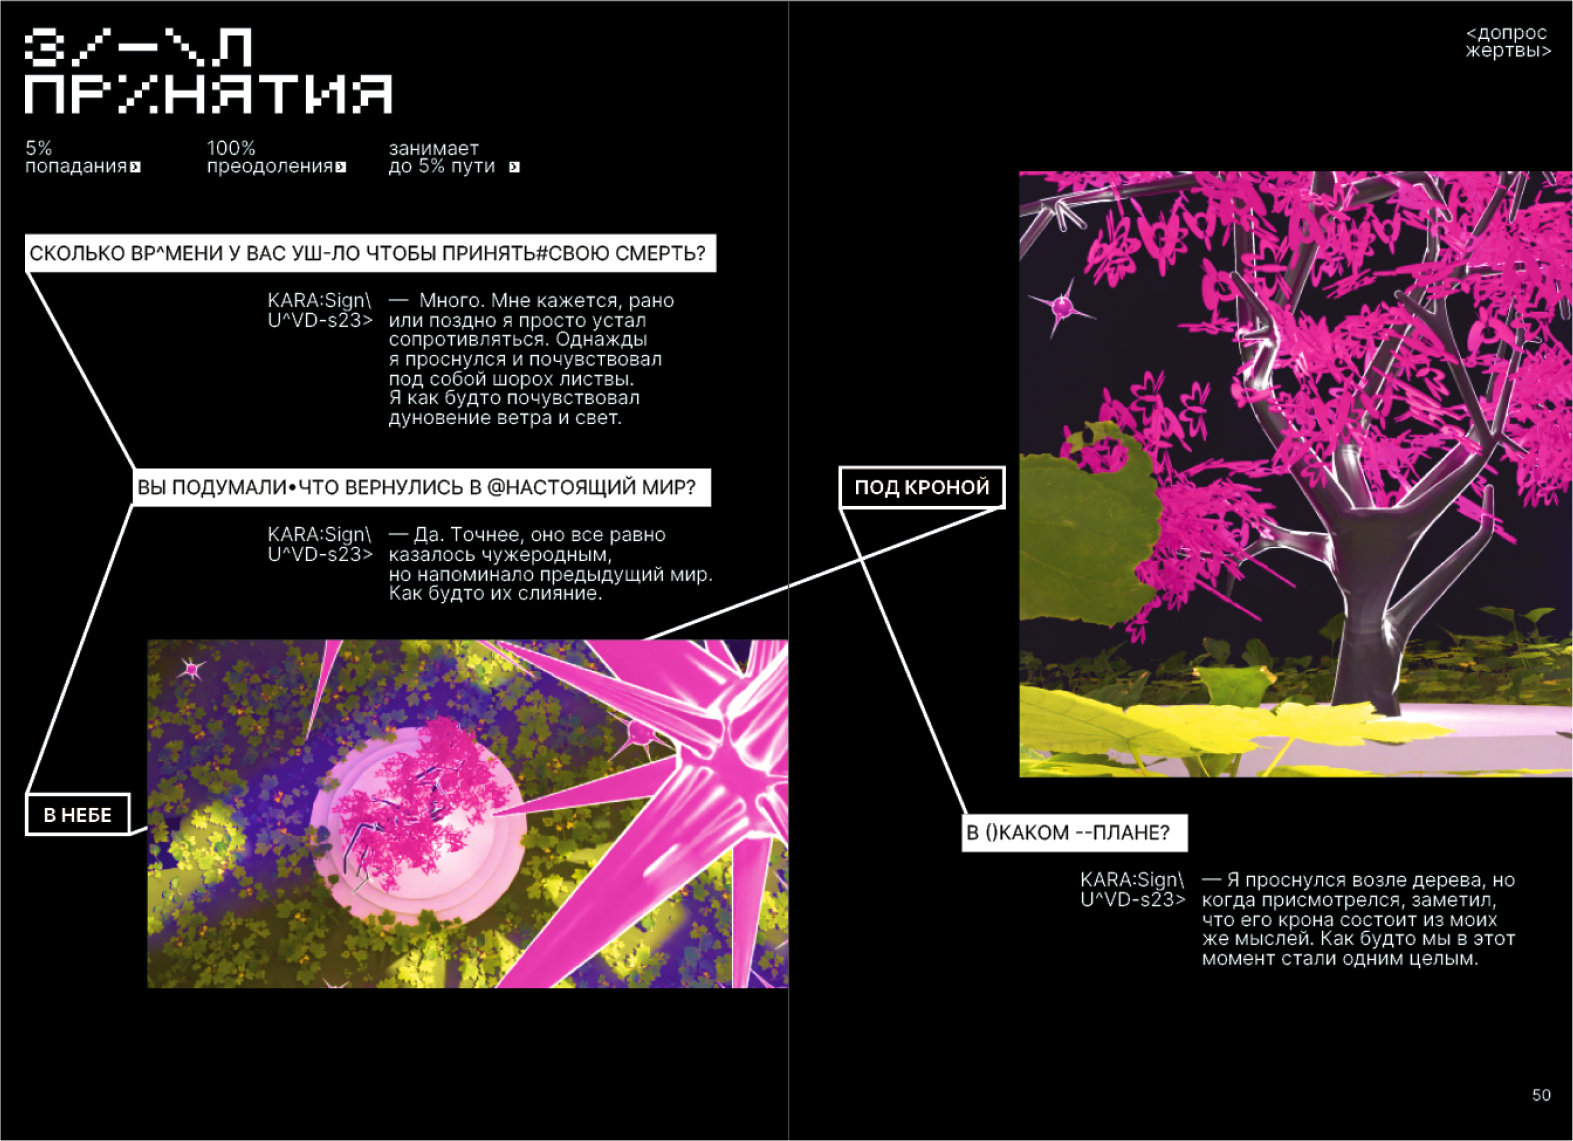 З/—\Л
ПР⁒НЯТИЯ
<допрос
жертвы>
5%
попадания
100%
преодоления
занимает
до 5% пути
СКОЛЬКО ВР^МЕНИ У ВАС УШ-ЛО ЧТОБЫ ПРИНЯТЬ#СВОЮ СМЕРТЬ?
KARA:Sign\
U^VD-s23>
— Много. Мне кажется, рано
или поздно я просто устал
сопротивляться. Однажды
я проснулся и почувствовал
под собой шорох листвы.
Я как будто почувствовал
дуновение ветра и свет.
ВЫ ПОДУМАЛИ•ЧТО ВЕРНУЛИСЬ В @НАСТОЯЩИЙ МИР?
KARA:Sign\
U^VD-s23>
— Да. Точнее, оно все равно
казалось чужеродным,
но напоминало предыдущий мир.
Как будто их слияние.
В НЕБЕ
ПОД КРОНОЙ
В ()КАКОМ --ПЛАНЕ?
KARA:Sign\
U^VD-s23>
— Я проснулся возле дерева, но
когда присмотрелся, заметил,
что его крона состоит из моих
же мыслей. Как будто мы в этот
момент стали одним целым.
50